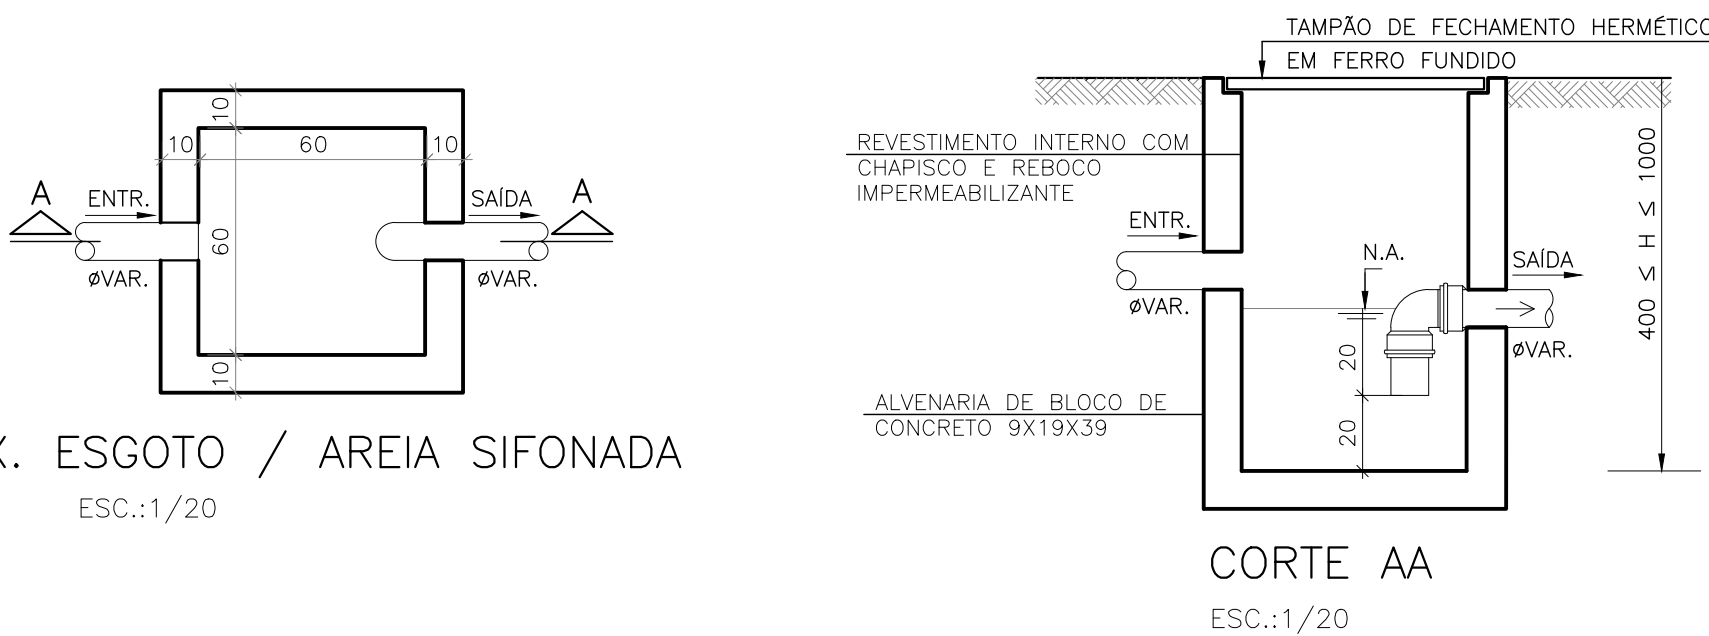 10
10
60
10
A
ENTR.
SAÍDA
A
60
øVAR.
øVAR.
10
X. ESGOTO / AREIA SIFONADA
ESC.:1/20
TAMPÃO DE FECHAMENTO HERMÉTICO
EM FERRO FUNDIDO
REVESTIMENTO INTERNO COM
CHAPISCO E REBOCO
IMPERMEABILIZANTE
ENTR.
øVAR.
N.A.
SAÍDA
øVAR.
400 ≤ H ≤ 1000
20
20
ALVENARIA DE BLOCO DE
CONCRETO 9X19X39
CORTE AA
ESC.:1/20